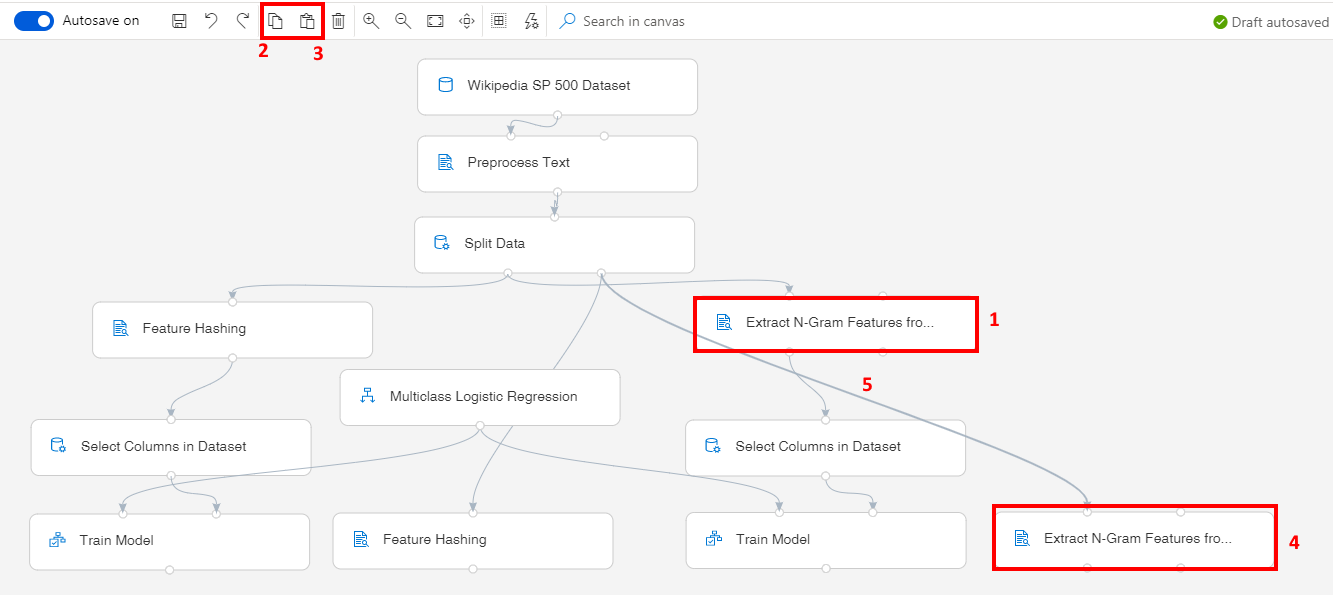 Autosave on
Search in canvas
Draft autosaved
2
3
Wikipedia SP 500 Dataset
Preprocess Text
Split Data
Feature Hashing
Extract N-Gram Features fro...
1
5
Multiclass Logistic Regression
Select Columns in Dataset
Select Columns in Dataset
Train Model
Feature Hashing
Train Model
Extract N-Gram Features fro...
4